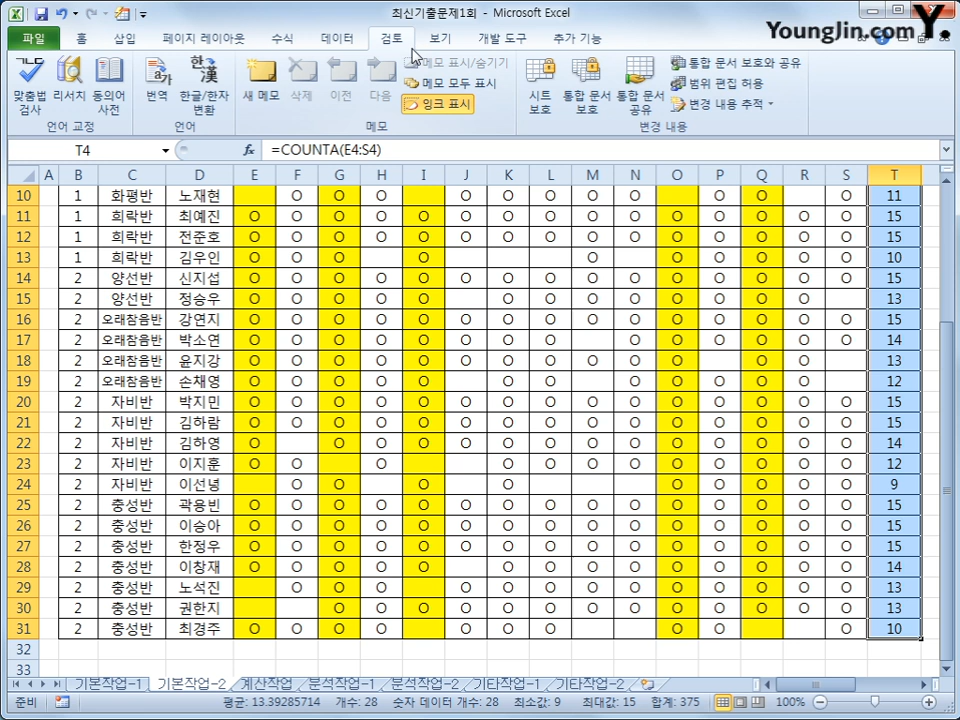 최신기출문제1회 - Microsoft Excel
Younglin.com Y.
파일 홈 삽입 페이지 레이아웃 수식 데이터 검토 보기 개발 도구 추가 기능
맞춤법 검사 리서치 동의어 사전 번역 한글/한자 변환 새 메모 삭제 이전 다음 시트 보호 통합 문서 보호 통합 문서 공유
메모 표시/숨기기
메모 모두 표시
잉크 표시
통합 문서 보호와 공유
범위 편집 허용
변경 내용 추적
언어 교정 언어 메모 변경 내용
T4 fx =COUNTA(E4:S4)
A B C D E F G H I J K L M N O P Q R S T
10 1 화평반 노재현 O O O O O O O O O O O 11
11 1 희락반 최예진 O O O O O O O O O O O O O O O 15
12 1 희락반 전준호 O O O O O O O O O O O O O O O 15
13 1 희락반 김우인 O O O O O O O O O O 10
14 2 양선반 신지섭 O O O O O O O O O O O O O O O 15
15 2 양선반 정승우 O O O O O O O O O O O O O 13
16 2 오래참음반 강연지 O O O O O O O O O O O O O O O 15
17 2 오래참음반 박소연 O O O O O O O O O O O O O O 14
18 2 오래참음반 윤지강 O O O O O O O O O O O O O 13
19 2 오래참음반 손채영 O O O O O O O O O O O O 12
20 2 자비반 박지민 O O O O O O O O O O O O O O O 15
21 2 자비반 김하람 O O O O O O O O O O O O O O O 15
22 2 자비반 김하영 O O O O O O O O O O O O O O 14
23 2 자비반 이지훈 O O O O O O O O O O O O 12
24 2 자비반 이선녕 O O O O O O O O O 9
25 2 충성반 곽용빈 O O O O O O O O O O O O O O O 15
26 2 충성반 이승아 O O O O O O O O O O O O O O O 15
27 2 충성반 한정우 O O O O O O O O O O O O O O O 15
28 2 충성반 이창재 O O O O O O O O O O O O O O 14
29 2 충성반 노석진 O O O O O O O O O O O O O 13
30 2 충성반 권한지 O O O O O O O O O O O O O 13
31 2 충성반 최경주 O O O O O O O O O O 10
32
33
기본작업-1 기본작업-2 계산작업 분석작업-1 분석작업-2 기타작업-1 기타작업-2
준비 평균: 13.39285714 개수: 28 숫자 데이터 개수: 28 최소값: 9 최대값: 15 합계: 375 100%